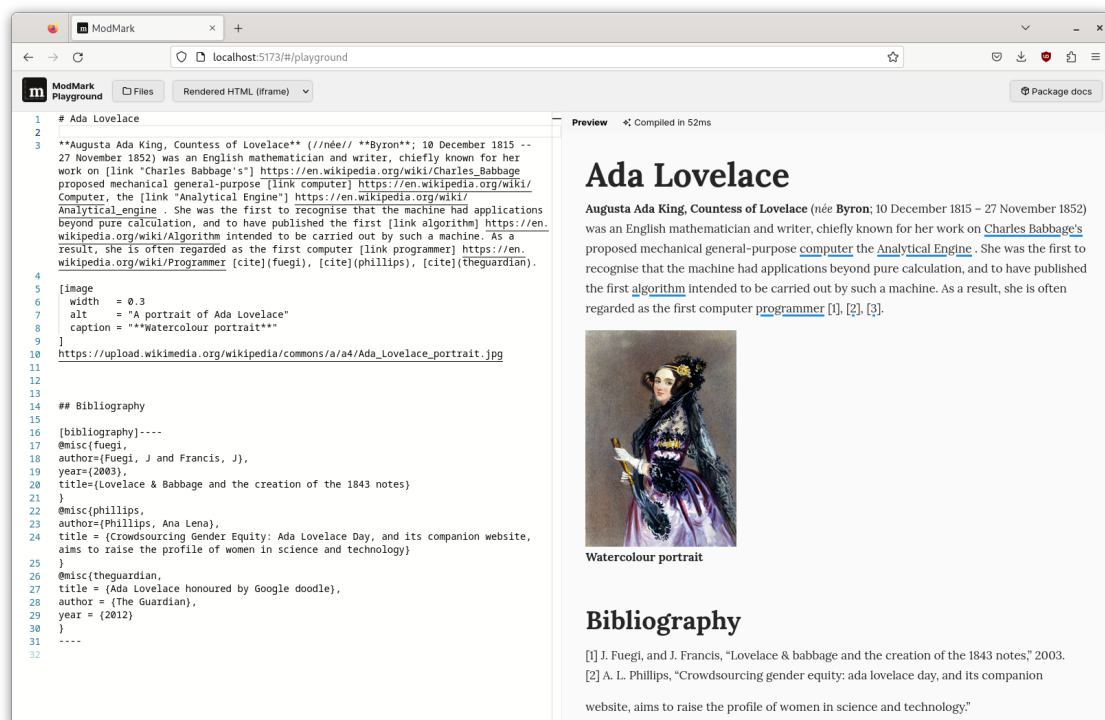 ModMark
localhost:5173/#/playground
m
ModMark
Playground
Files
Rendered HTML (iframe)
Package docs
1 # Ada Lovelace
2
3 **Augusta Ada King, Countess of Lovelace** (//née// **Byron**; 10 December 1815 --
27 November 1852) was an English mathematician and writer, chiefly known for her
work on [link "Charles Babbage's"] https://en.wikipedia.org/wiki/Charles_Babbage
proposed mechanical general-purpose [link computer] https://en.wikipedia.org/wiki/
Computer, the [link "Analytical Engine"] https://en.wikipedia.org/wiki/
Analytical_engine . She was the first to recognise that the machine had applications
beyond pure calculation, and to have published the first [link algorithm] https://en.
wikipedia.org/wiki/Algorithm intended to be carried out by such a machine. As a
result, she is often regarded as the first computer [link programmer] https://en.
wikipedia.org/wiki/Programmer [cite](fuegi), [cite](phillips), [cite](theguardian).
4
5 [image
6 width = 0.3
7 alt = "A portrait of Ada Lovelace"
8 caption = "**Watercolour portrait**"
9 ]
10 https://upload.wikimedia.org/wikipedia/commons/a/a4/Ada_Lovelace_portrait.jpg
11
12
13
14 ## Bibliography
15
16 [bibliography]----
17 @misc{fuegi,
18 author={Fuegi, J and Francis, J},
19 year={2003},
20 title={Lovelace & Babbage and the creation of the 1843 notes}
21 }
22 @misc{phillips,
23 author={Phillips, Ana Lena},
24 title = {Crowdsourcing Gender Equity: Ada Lovelace Day, and its companion website,
aims to raise the profile of women in science and technology}
25 }
26 @misc{theguardian,
27 title = {Ada Lovelace honoured by Google doodle},
28 author = {The Guardian},
29 year = {2012}
30 }
31 ----
32
Preview
Compiled in 52ms
Ada Lovelace
Augusta Ada King, Countess of Lovelace (née Byron; 10 December 1815 – 27 November 1852)
was an English mathematician and writer, chiefly known for her work on Charles Babbage's
proposed mechanical general-purpose computer the Analytical Engine . She was the first to
recognise that the machine had applications beyond pure calculation, and to have published
the first algorithm intended to be carried out by such a machine. As a result, she is often
regarded as the first computer programmer [1], [2], [3].
Watercolour portrait
Bibliography
[1] J. Fuegi, and J. Francis, “Lovelace & babbage and the creation of the 1843 notes,” 2003.
[2] A. L. Phillips, “Crowdsourcing gender equity: ada lovelace day, and its companion
website, aims to raise the profile of women in science and technology.”